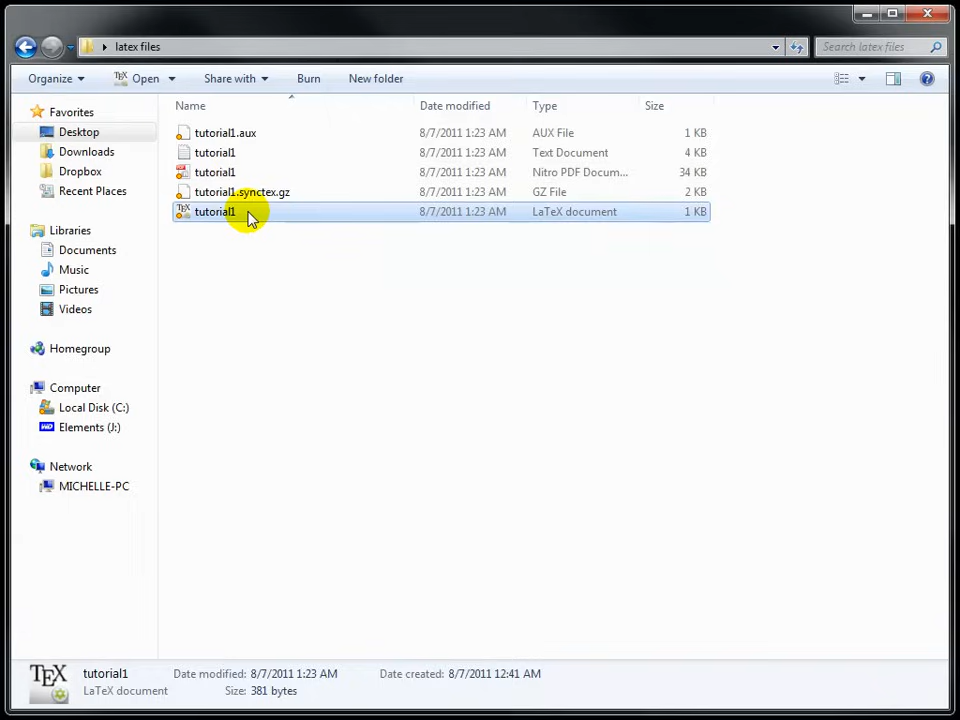 latex files
Search latex files
Organize
TEX Open
Share with
Burn
New folder
Name Date modified Type Size
Favorites
Desktop
Downloads
Dropbox
Recent Places
Libraries
Documents
Music
Pictures
Videos
Homegroup
Computer
Local Disk (C:)
Elements (J:)
Network
MICHELLE-PC
tutorial1.aux 8/7/2011 1:23 AM AUX File 1 KB
tutorial1 8/7/2011 1:23 AM Text Document 4 KB
tutorial1 8/7/2011 1:23 AM Nitro PDF Docum... 34 KB
tutorial1.synctex.gz 8/7/2011 1:23 AM GZ File 2 KB
tutorial1 8/7/2011 1:23 AM LaTeX document 1 KB
TEX
tutorial1 Date modified: 8/7/2011 1:23 AM Date created: 8/7/2011 12:41 AM
LaTeX document Size: 381 bytes